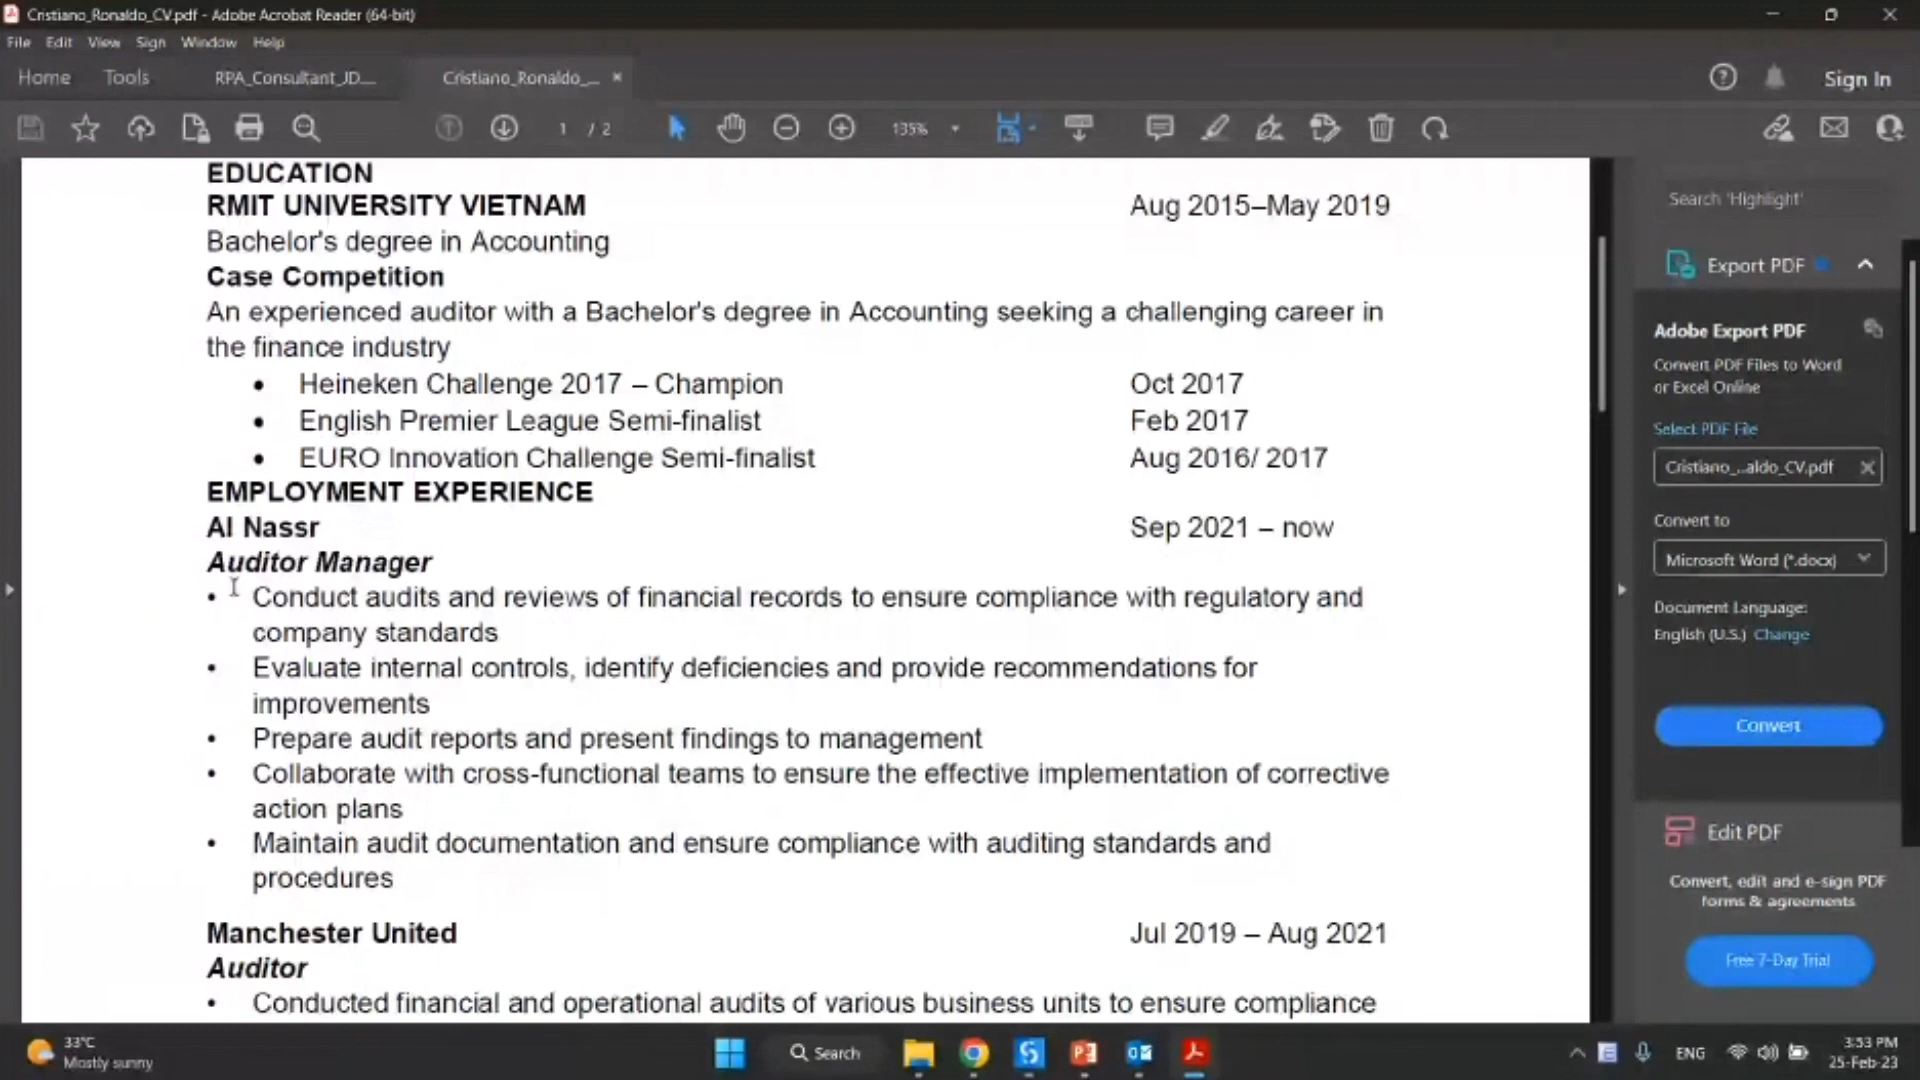 Cristiano_Ronaldo_CV.pdf - Adobe Acrobat Reader (64-bit)
File Edit View Sign Window Help
Home Tools RPA_Consultant_JD.... Cristiano_Ronaldo_... ×
Sign In
1 / 2 135%
EDUCATION
RMIT UNIVERSITY VIETNAM Aug 2015–May 2019
Bachelor's degree in Accounting
Case Competition
An experienced auditor with a Bachelor's degree in Accounting seeking a challenging career in
the finance industry
• Heineken Challenge 2017 – Champion Oct 2017
• English Premier League Semi-finalist Feb 2017
• EURO Innovation Challenge Semi-finalist Aug 2016/ 2017
EMPLOYMENT EXPERIENCE
Al Nassr Sep 2021 – now
Auditor Manager
• Conduct audits and reviews of financial records to ensure compliance with regulatory and
company standards
• Evaluate internal controls, identify deficiencies and provide recommendations for
improvements
• Prepare audit reports and present findings to management
• Collaborate with cross-functional teams to ensure the effective implementation of corrective
action plans
• Maintain audit documentation and ensure compliance with auditing standards and
procedures
Manchester United Jul 2019 – Aug 2021
Auditor
• Conducted financial and operational audits of various business units to ensure compliance
Search 'Highlight'
Export PDF
Adobe Export PDF
Convert PDF Files to Word
or Excel Online
Select PDF File
Cristiano_...aldo_CV.pdf ×
Convert to
Microsoft Word (*.docx)
Document Language:
English (U.S.) Change
Convert
Edit PDF
Convert, edit and e-sign PDF
forms & agreements
Free 7-Day Trial
33°C
Mostly sunny
Search
ENG
3:53 PM
25-Feb-23